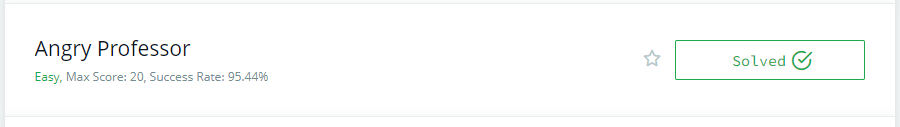 Angry Professor
Easy, Max Score: 20, Success Rate: 95.44%
Solved